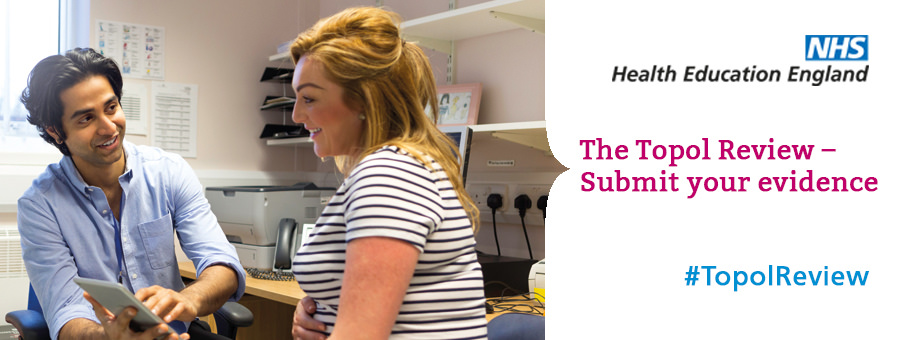 NHS
Health Education England
The Topol Review –
Submit your evidence
#TopolReview